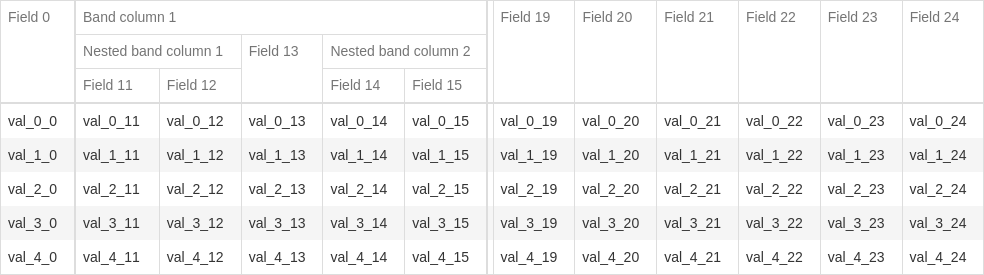 Field 0 Band column 1 Field 19 Field 20 Field 21 Field 22 Field 23 Field 24
Nested band column 1 Field 13 Nested band column 2
Field 11 Field 12 Field 14 Field 15
val_0_0 val_0_11 val_0_12 val_0_13 val_0_14 val_0_15 val_0_19 val_0_20 val_0_21 val_0_22 val_0_23 val_0_24
val_1_0 val_1_11 val_1_12 val_1_13 val_1_14 val_1_15 val_1_19 val_1_20 val_1_21 val_1_22 val_1_23 val_1_24
val_2_0 val_2_11 val_2_12 val_2_13 val_2_14 val_2_15 val_2_19 val_2_20 val_2_21 val_2_22 val_2_23 val_2_24
val_3_0 val_3_11 val_3_12 val_3_13 val_3_14 val_3_15 val_3_19 val_3_20 val_3_21 val_3_22 val_3_23 val_3_24
val_4_0 val_4_11 val_4_12 val_4_13 val_4_14 val_4_15 val_4_19 val_4_20 val_4_21 val_4_22 val_4_23 val_4_24